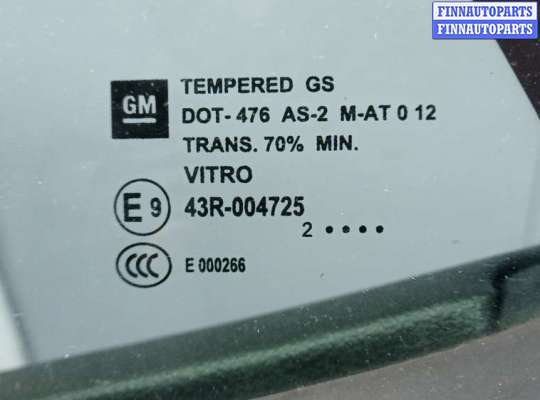 FINNAUTOPARTS
FINNAUTOPARTS
GM
TEMPERED GS
DOT-476 AS-2 M-AT 0 12
TRANS. 70% MIN.
VITRO
E9 43R-004725
2 ••••
CCC E 000266